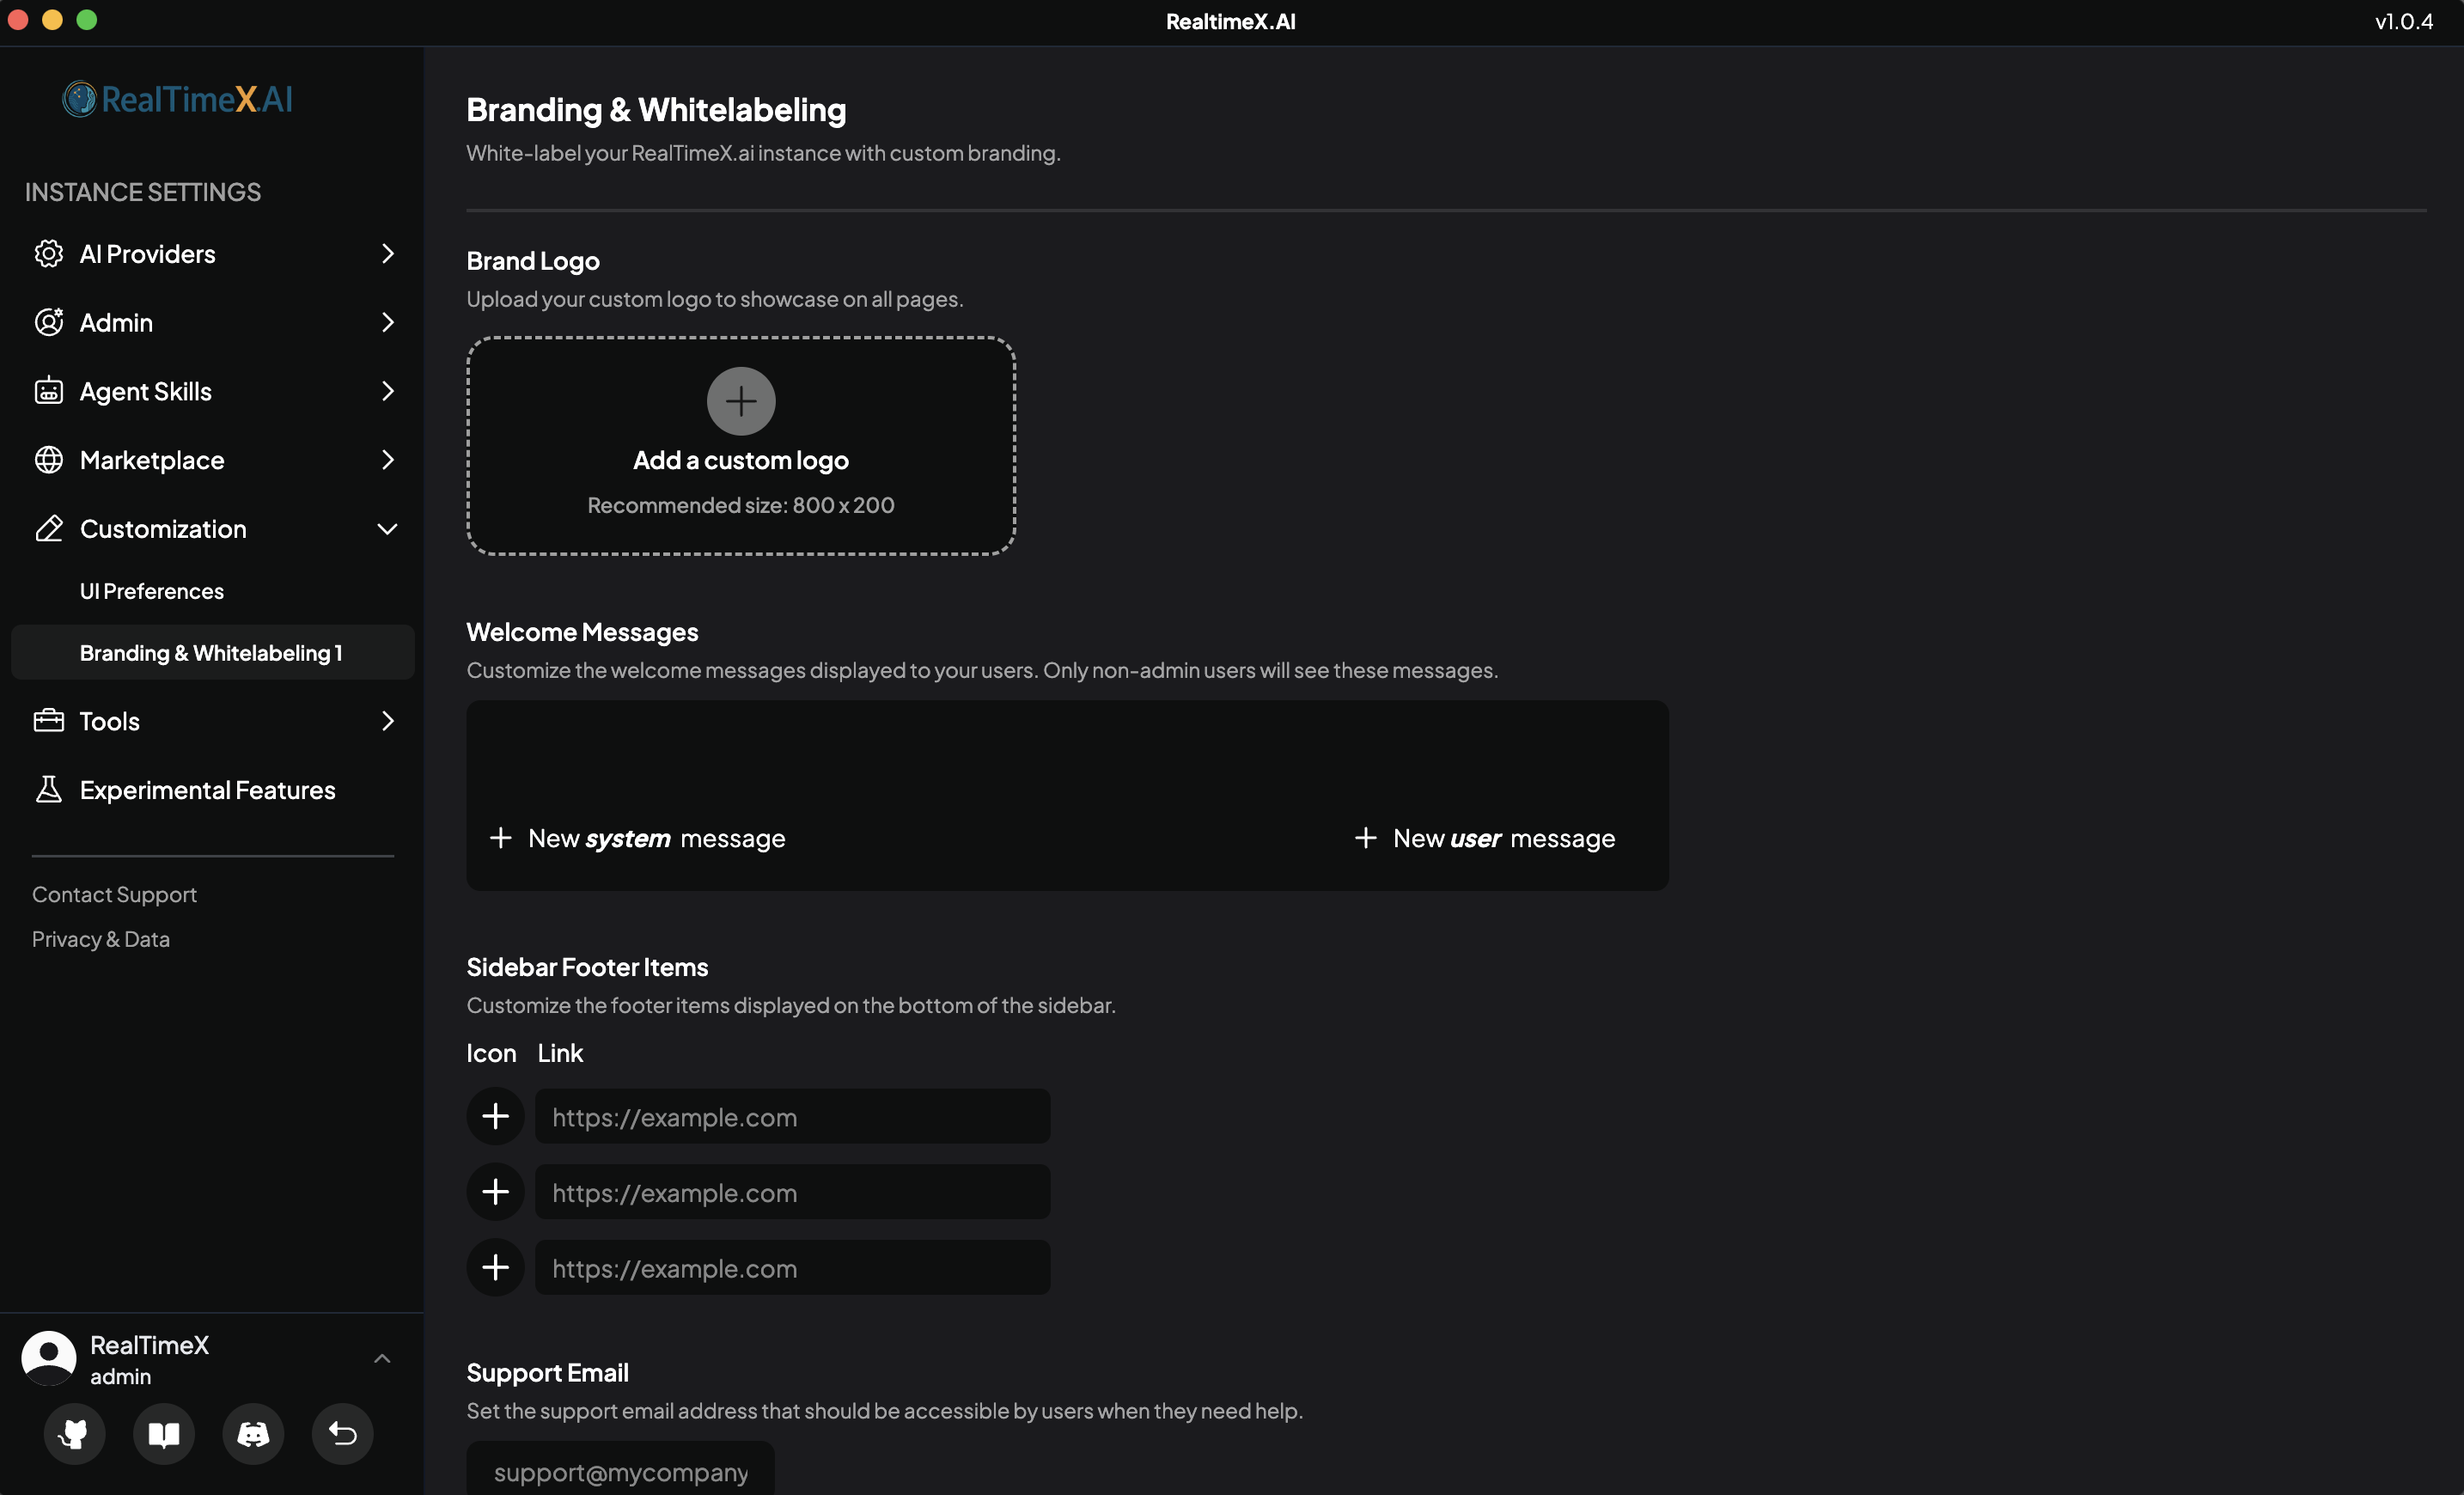 RealtimeX.AI
v1.0.4
RealTimeX.AI
INSTANCE SETTINGS
AI Providers
Admin
Agent Skills
Marketplace
Customization
UI Preferences
Branding & Whitelabeling 1
Tools
Experimental Features
Contact Support
Privacy & Data
RealTimeX
admin
Branding & Whitelabeling
White-label your RealTimeX.ai instance with custom branding.
Brand Logo
Upload your custom logo to showcase on all pages.
Add a custom logo
Recommended size: 800 x 200
Welcome Messages
Customize the welcome messages displayed to your users. Only non-admin users will see these messages.
New system message
New user message
Sidebar Footer Items
Customize the footer items displayed on the bottom of the sidebar.
Icon Link
https://example.com
https://example.com
https://example.com
Support Email
Set the support email address that should be accessible by users when they need help.
support@mycompany